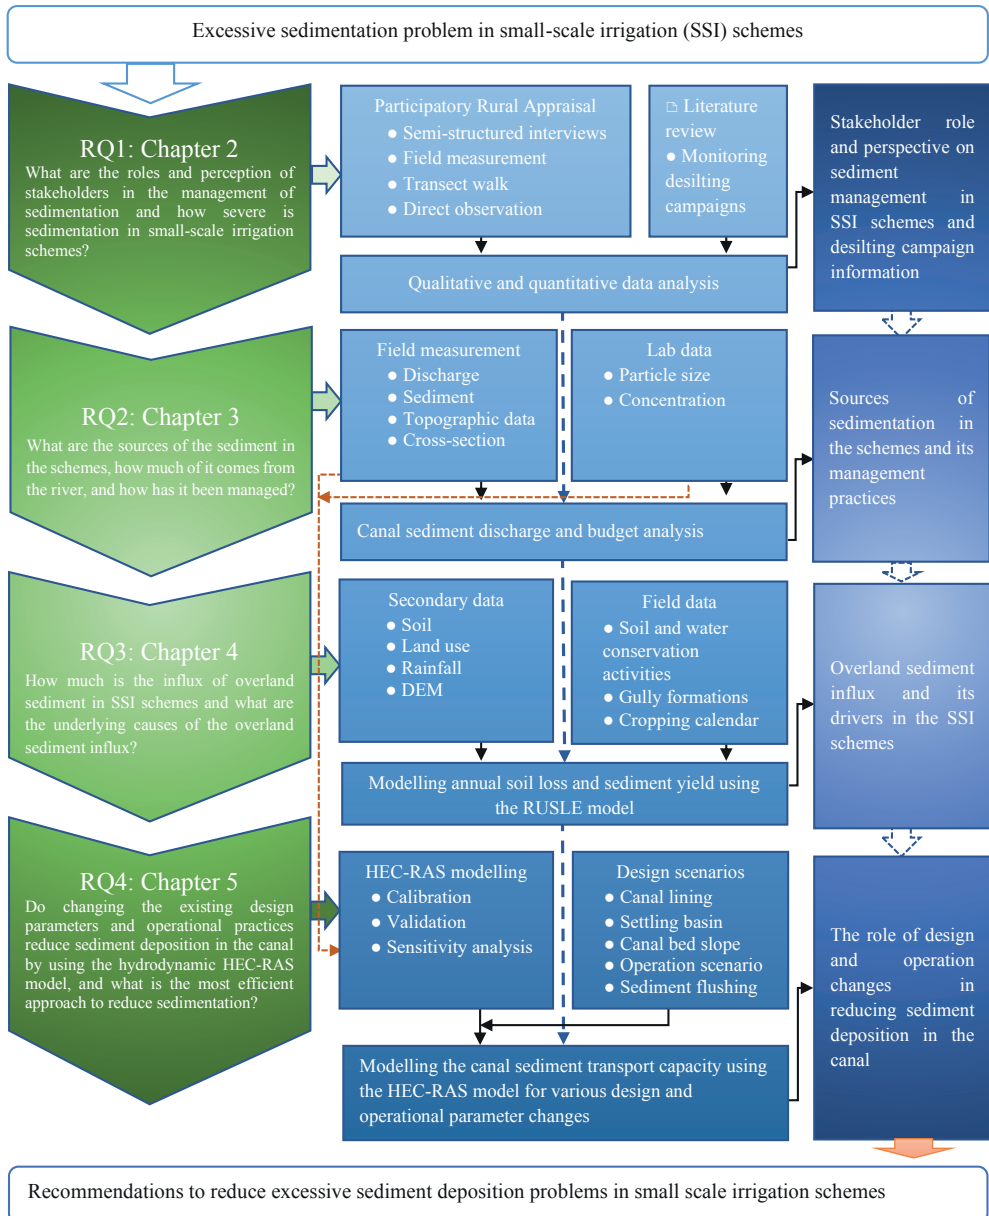 Excessive sedimentation problem in small-scale irrigation (SSI) schemes
RQ1: Chapter 2
What are the roles and perception of
stakeholders in the management of
sedimentation and how severe is
sedimentation in small-scale irrigation
schemes?
Participatory Rural Appraisal
● Semi-structured interviews
● Field measurement
● Transect walk
● Direct observation
Literature
review
● Monitoring
desilting
campaigns
Qualitative and quantitative data analysis
Stakeholder role
and perspective on
sediment
management in
SSI schemes and
desilting campaign
information
RQ2: Chapter 3
What are the sources of the sediment in
the schemes, how much of it comes from
the river, and how has it been managed?
Field measurement
● Discharge
● Sediment
● Topographic data
● Cross-section
Lab data
● Particle size
● Concentration
Canal sediment discharge and budget analysis
Sources of
sedimentation in
the schemes and its
management
practices
RQ3: Chapter 4
How much is the influx of overland
sediment in SSI schemes and what are
the underlying causes of the overland
sediment influx?
Secondary data
● Soil
● Land use
● Rainfall
● DEM
Field data
● Soil and water
conservation
activities
● Gully formations
● Cropping calendar
Modelling annual soil loss and sediment yield using
the RUSLE model
Overland sediment
influx and its
drivers in the SSI
schemes
RQ4: Chapter 5
Do changing the existing design
parameters and operational practices
reduce sediment deposition in the canal
by using the hydrodynamic HEC-RAS
model, and what is the most efficient
approach to reduce sedimentation?
HEC-RAS modelling
● Calibration
● Validation
● Sensitivity analysis
Design scenarios
● Canal lining
● Settling basin
● Canal bed slope
● Operation scenario
● Sediment flushing
Modelling the canal sediment transport capacity using
the HEC-RAS model for various design and
operational parameter changes
The role of design
and operation
changes in
reducing sediment
deposition in the
canal
Recommendations to reduce excessive sediment deposition problems in small scale irrigation schemes